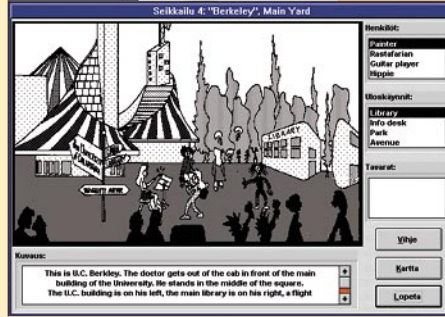 Seikkailu 4: "Berkeley", Main Yard
Henkilöt:
Painter
Rastafarian
Guitar player
Hippie
Uloskäynnit:
Library
Info desk
Park
Avenue
Tavarat:
LIBRARY
Vihje
Kartta
Lopeta
Kuvaus:
This is U.C. Berkley. The doctor gets out of the cab in front of the main
building of the University. He stands in the middle of the square.
The U.C. building is on his left, the main library is on his right, a flight